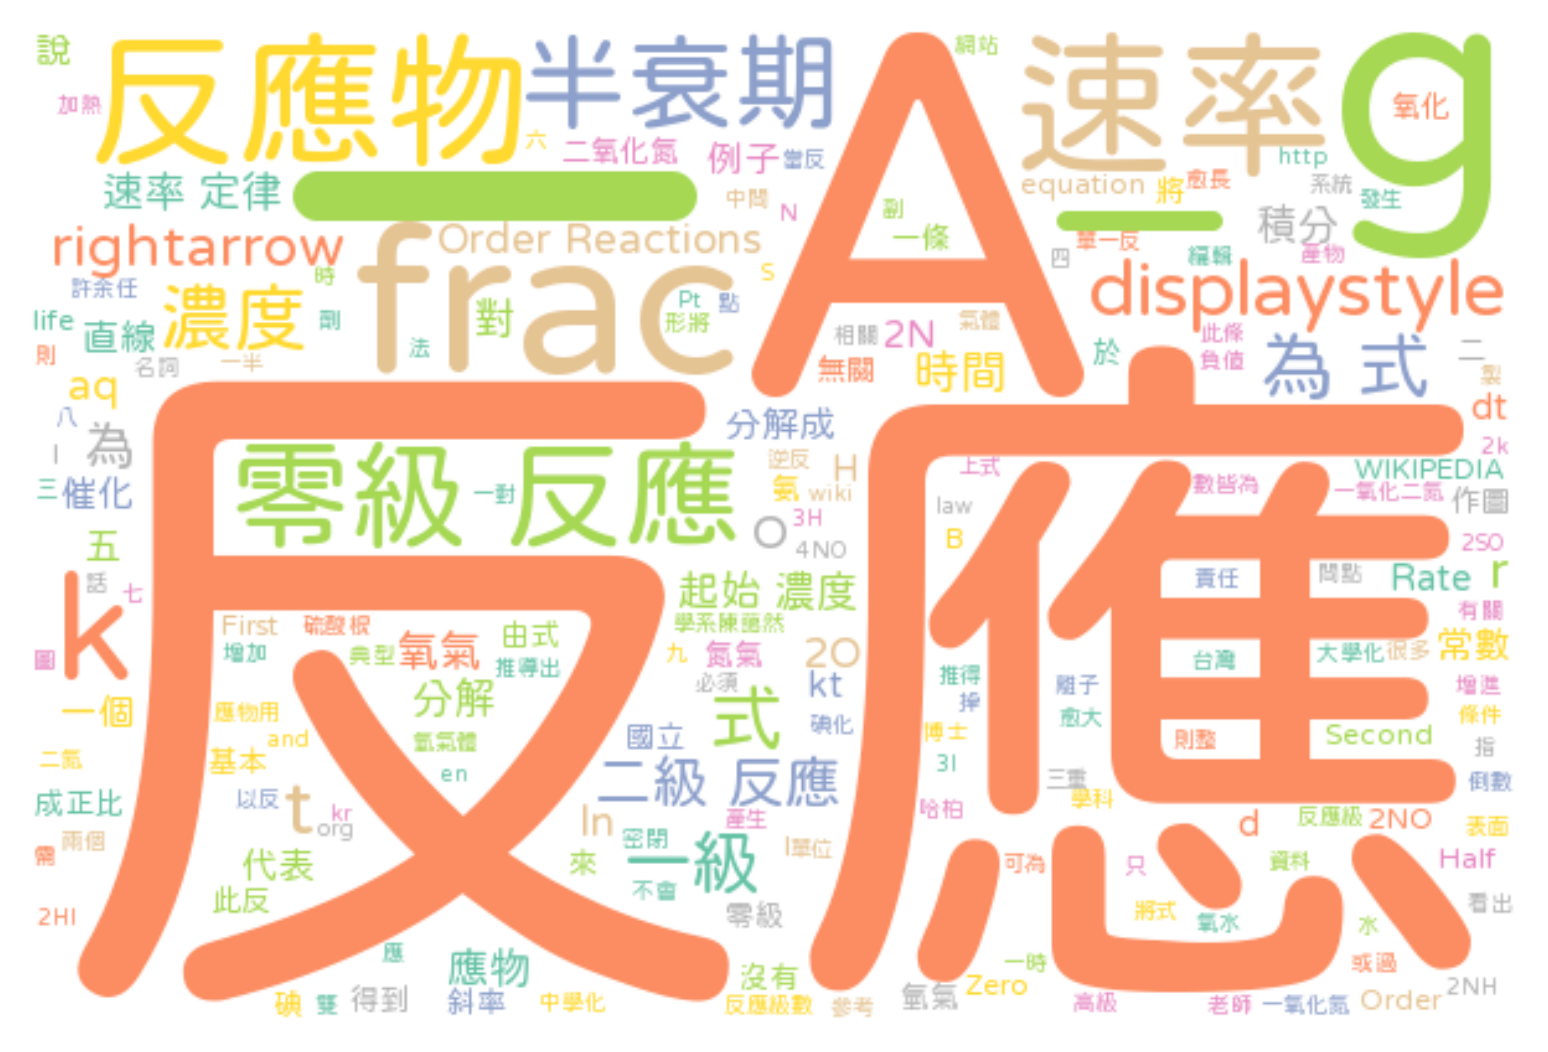 說
反應物
半衰期
A
網站
速率
g
氧化
加熱
六
二氧化氮
例子
當反
http
速率 定律
一
中間
N
副
equation
將
愈長
系統
發生
rightarrow
frac
Order Reactions
一條
一
單一反
四
積分
編輯
產物
許余任
時
S
displaystyle
濃度
對
Pt
點
形將
life
直線
劑
法
相關
2N
氣體
此條
於
負值
為 式
二
則
名詞
一半
無關
時間
製
aq
反
應
dt
八
分解成
2k
l
為
零級 反應
逆反
H
上式
WIKIPEDIA
三
催化
一對
氨
wiki
數皆為
一氧化二氮
作圖
law
3H
五
O
4NO
B
2SO
話
七
k
起始 濃度
責任
問點
Rate
r
First
硫酸根
學系陳藹然
有關
增加
典型
氧氣
由式
推導出
九
氮氣
2O
台灣
大學化
很多
常數
圖
必須
kt
推得
離子
增進
一個
應物用
分解
式
碘化
掉
愈大
條件
and
氫氣體
國立
博士
則整
Second
指
二氮
基本
en
二級 反應
3I
三重
倒數
成正比
以反
t
kr
org
ln
產生
哈柏
學科
反應級
2NO
d
表面
兩個
密閉
一級
l單位
需
代表
來
可為
只
資料
Half
此反
不會
零級
2HI
將式
氧水
水
看出
應
應物
沒有
一時
或過
碘
雙
得到
斜率
中學化
反應級數
參考
氫氣
Zero
高級
老師
一氧化氮
Order
2NH